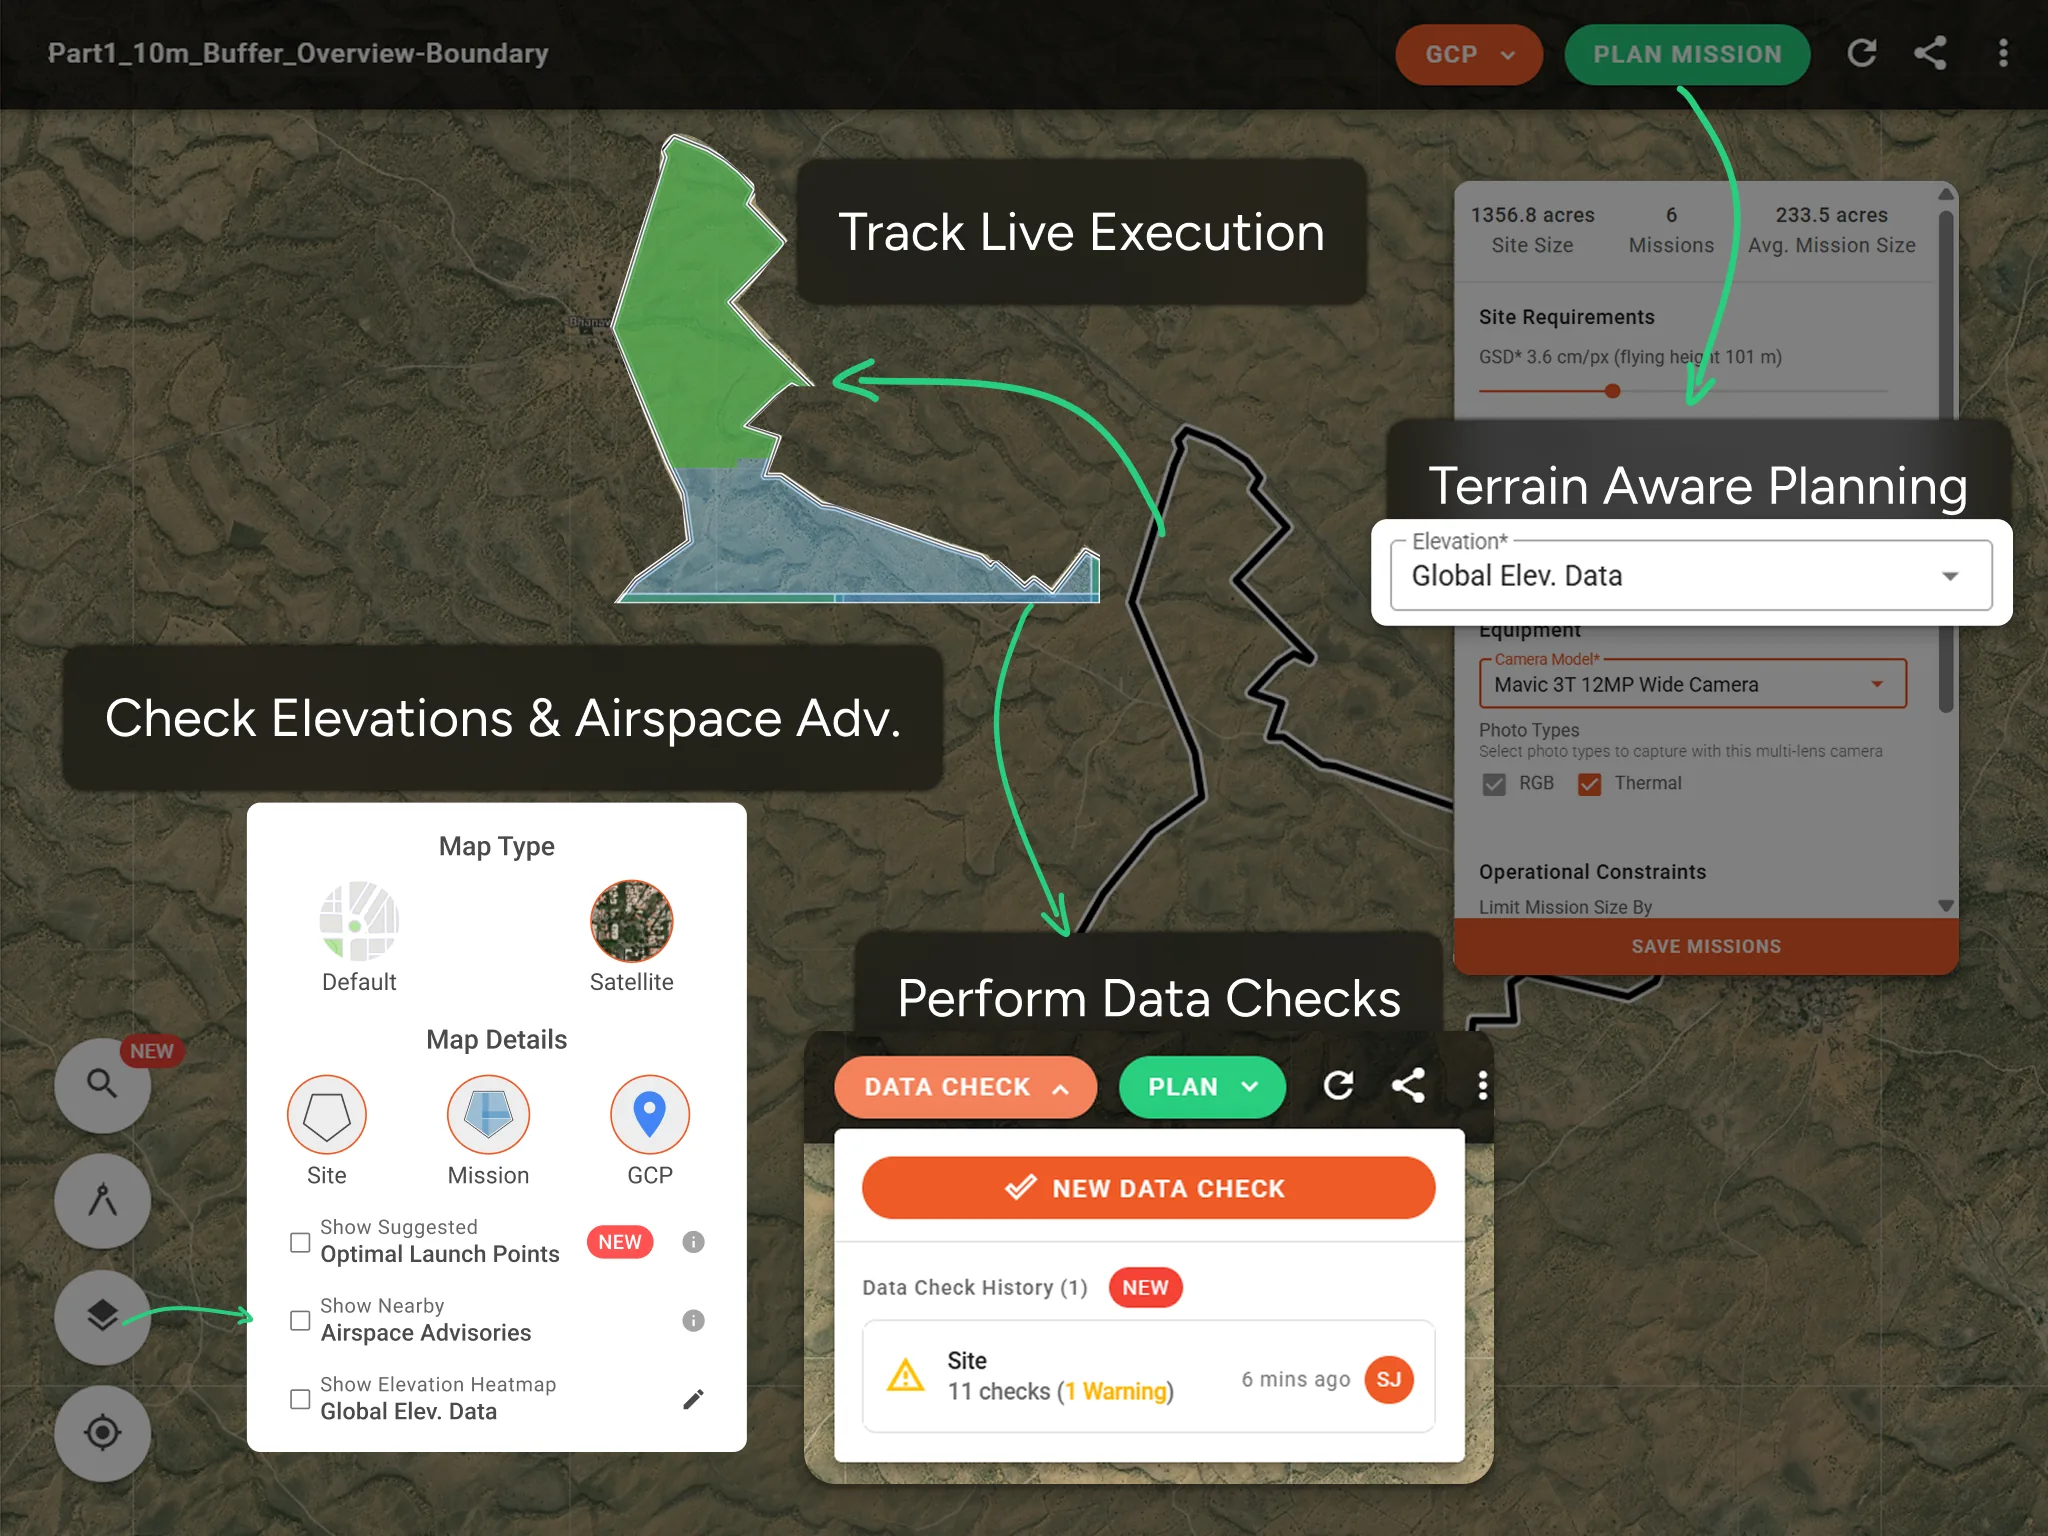 Part1_10m_Buffer_Overview-Boundary
GCP
PLAN MISSION
Track Live Execution
1356.8 acres
Site Size
6
Missions
233.5 acres
Avg. Mission Size
Site Requirements
GSD* 3.6 cm/px (flying height 101 m)
Terrain Aware Planning
Elevation*
Global Elev. Data
Equipment
Camera Model*
Mavic 3T 12MP Wide Camera
Photo Types
Select photo types to capture with this multi-lens camera
RGB
Thermal
Operational Constraints
Limit Mission Size By
SAVE MISSIONS
Check Elevations & Airspace Adv.
Map Type
Default
Satellite
Map Details
Site
Mission
GCP
Show Suggested
Optimal Launch Points
NEW
Show Nearby
Airspace Advisories
Show Elevation Heatmap
Global Elev. Data
NEW
Perform Data Checks
DATA CHECK
PLAN
NEW DATA CHECK
Data Check History (1)
NEW
Site
11 checks (1 Warning)
6 mins ago
SJ